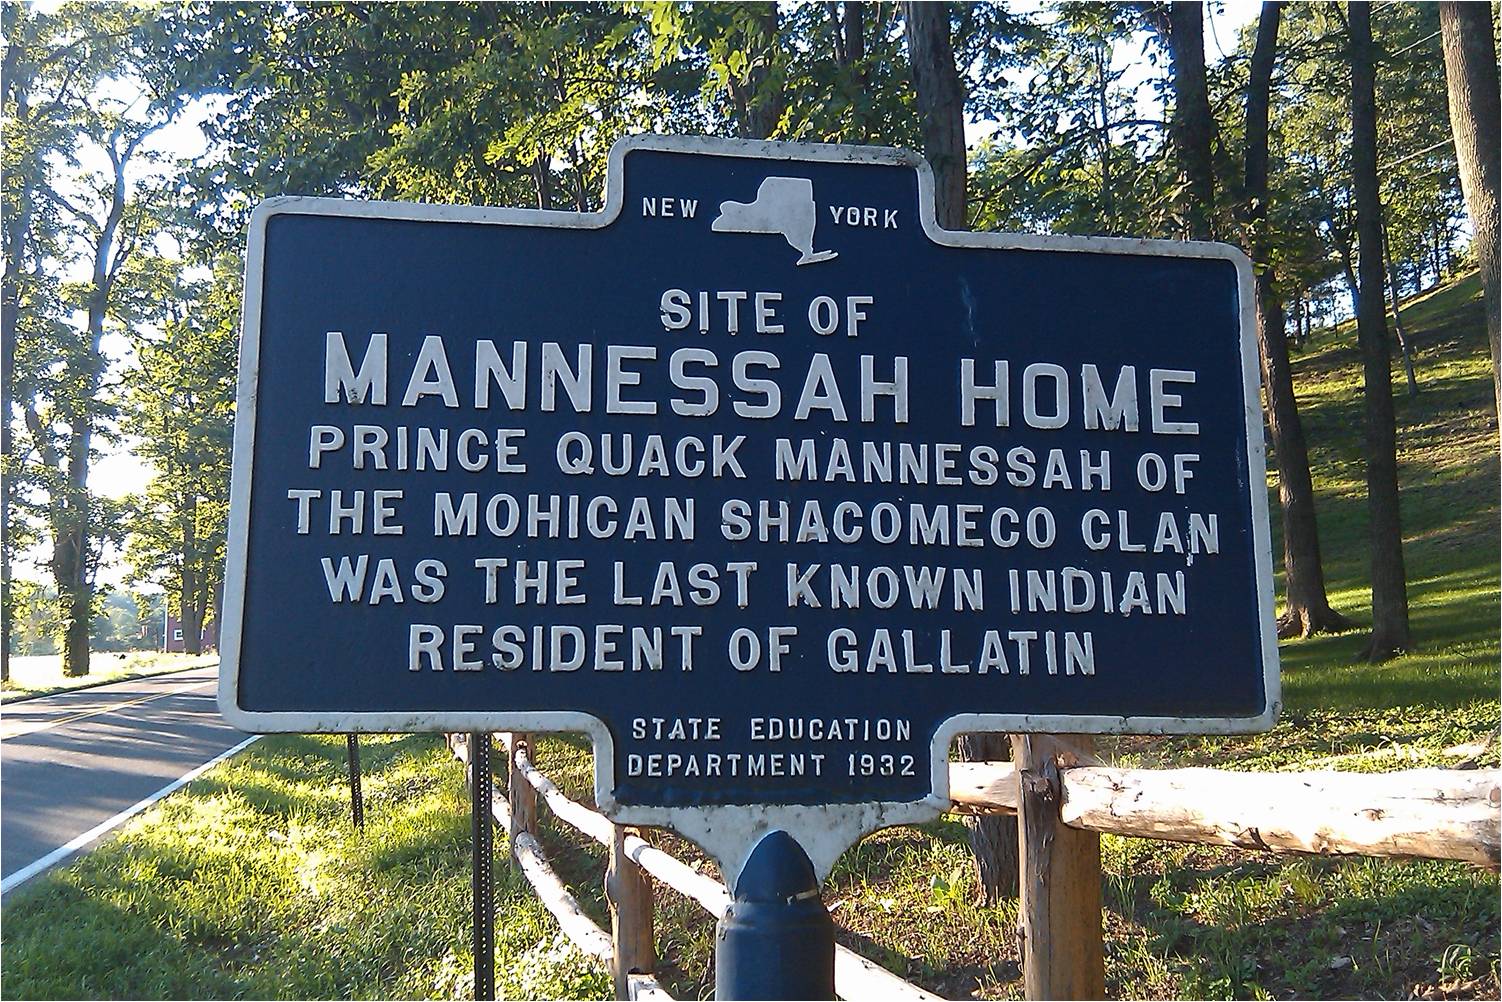 NEW YORK
SITE OF
MANNESSAH HOME
PRINCE QUACK MANNESSAH OF
THE MOHICAN SHACOMECO CLAN
WAS THE LAST KNOWN INDIAN
RESIDENT OF GALLATIN
STATE EDUCATION
DEPARTMENT 1932